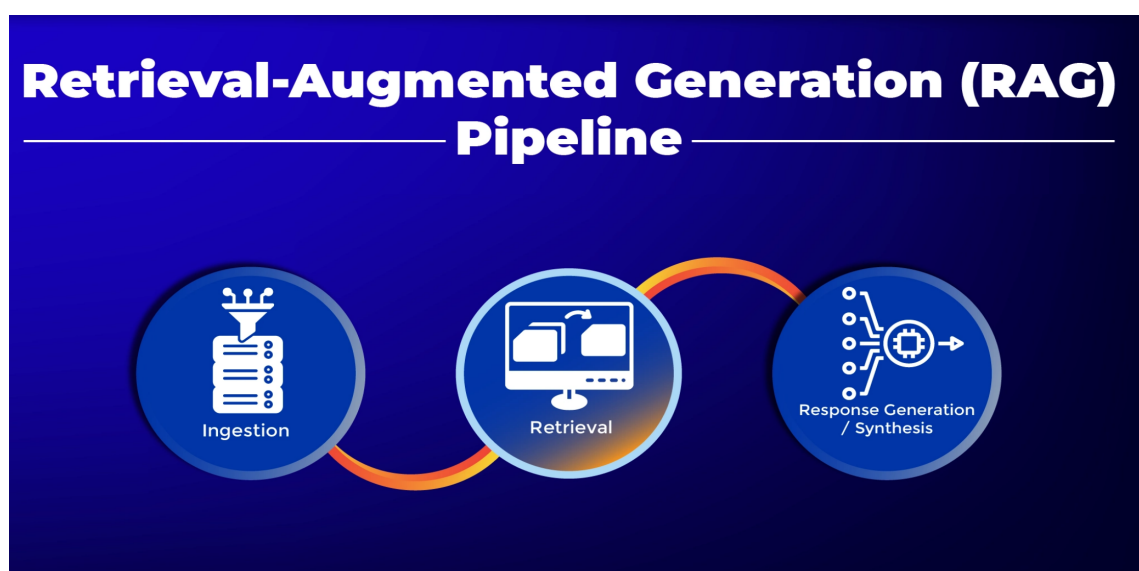 Retrieval-Augmented Generation (RAG)
Pipeline
Ingestion
Retrieval
Response Generation
/ Synthesis